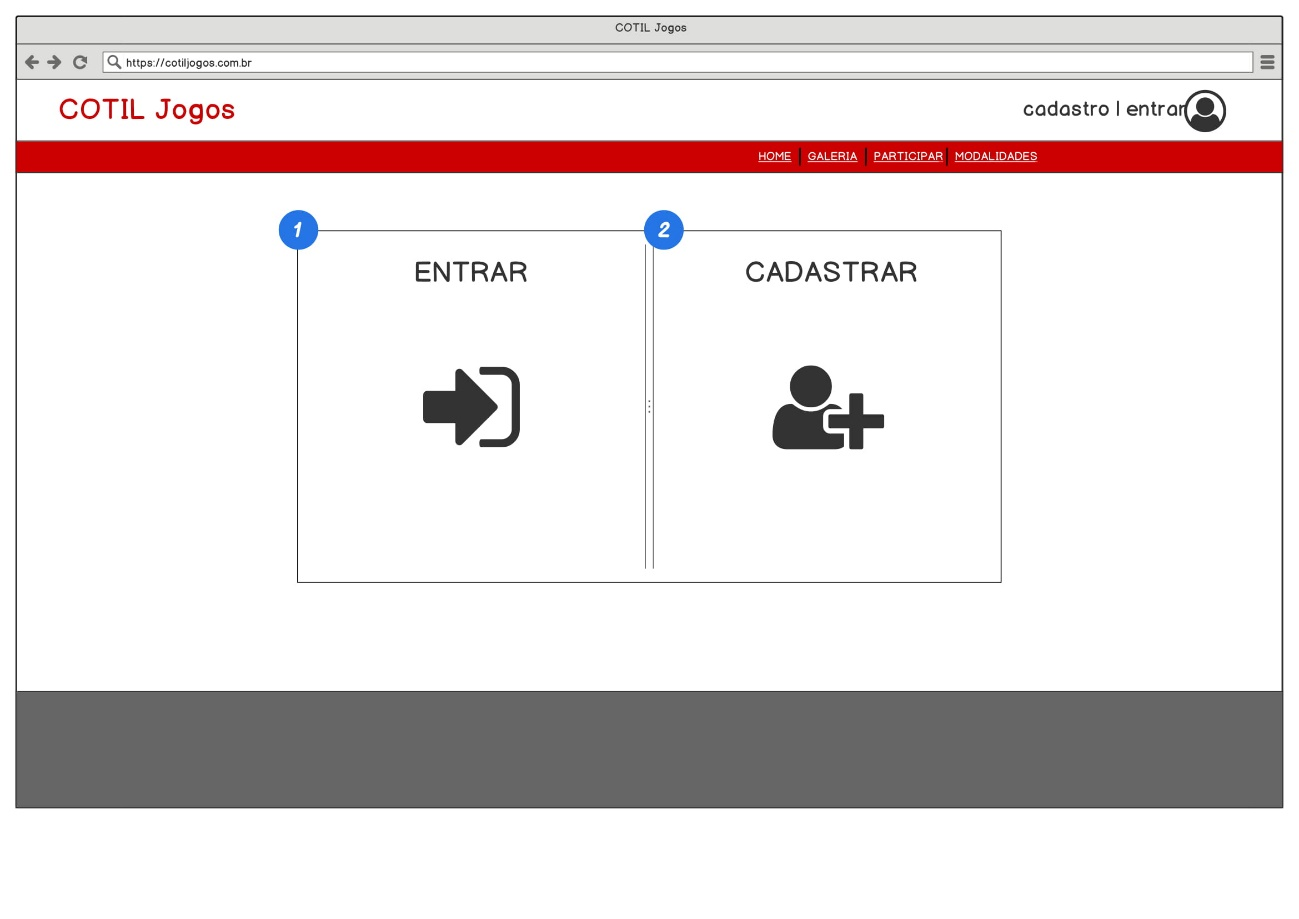 COTIL Jogos
https://cotiljogos.com.br
COTIL Jogos
cadastro | entrar
HOME | GALERIA | PARTICIPAR | MODALIDADES
1
2
ENTRAR
CADASTRAR